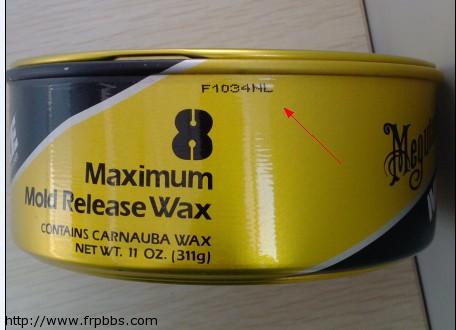 F1034NL
8
Maximum
Mold Release Wax
CONTAINS CARNAUBA WAX
NET WT. 11 OZ. (311g)
http://www.frpbbs.com